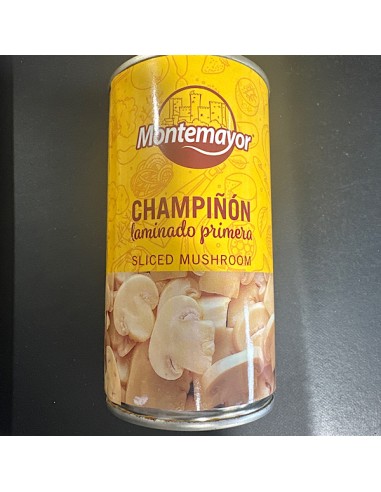 Montemayor
CHAMPIÑÓN
laminado primera
SLICED MUSHROOM